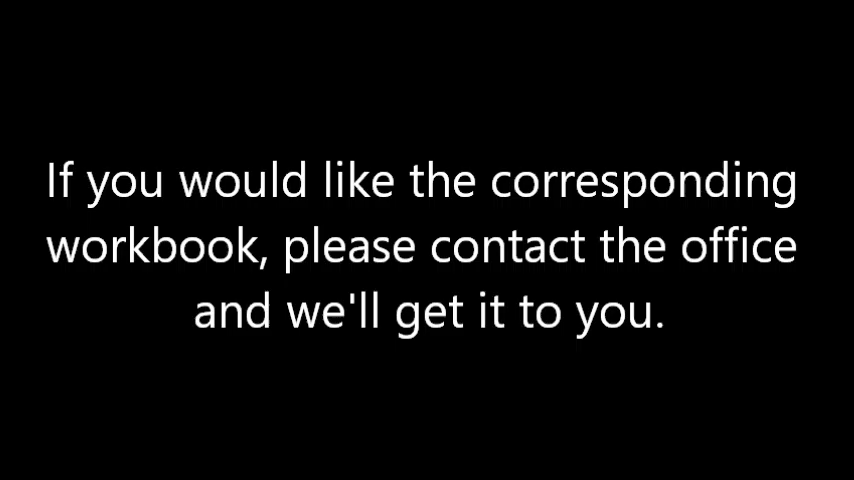 If you would like the corresponding
workbook, please contact the office
and we'll get it to you.